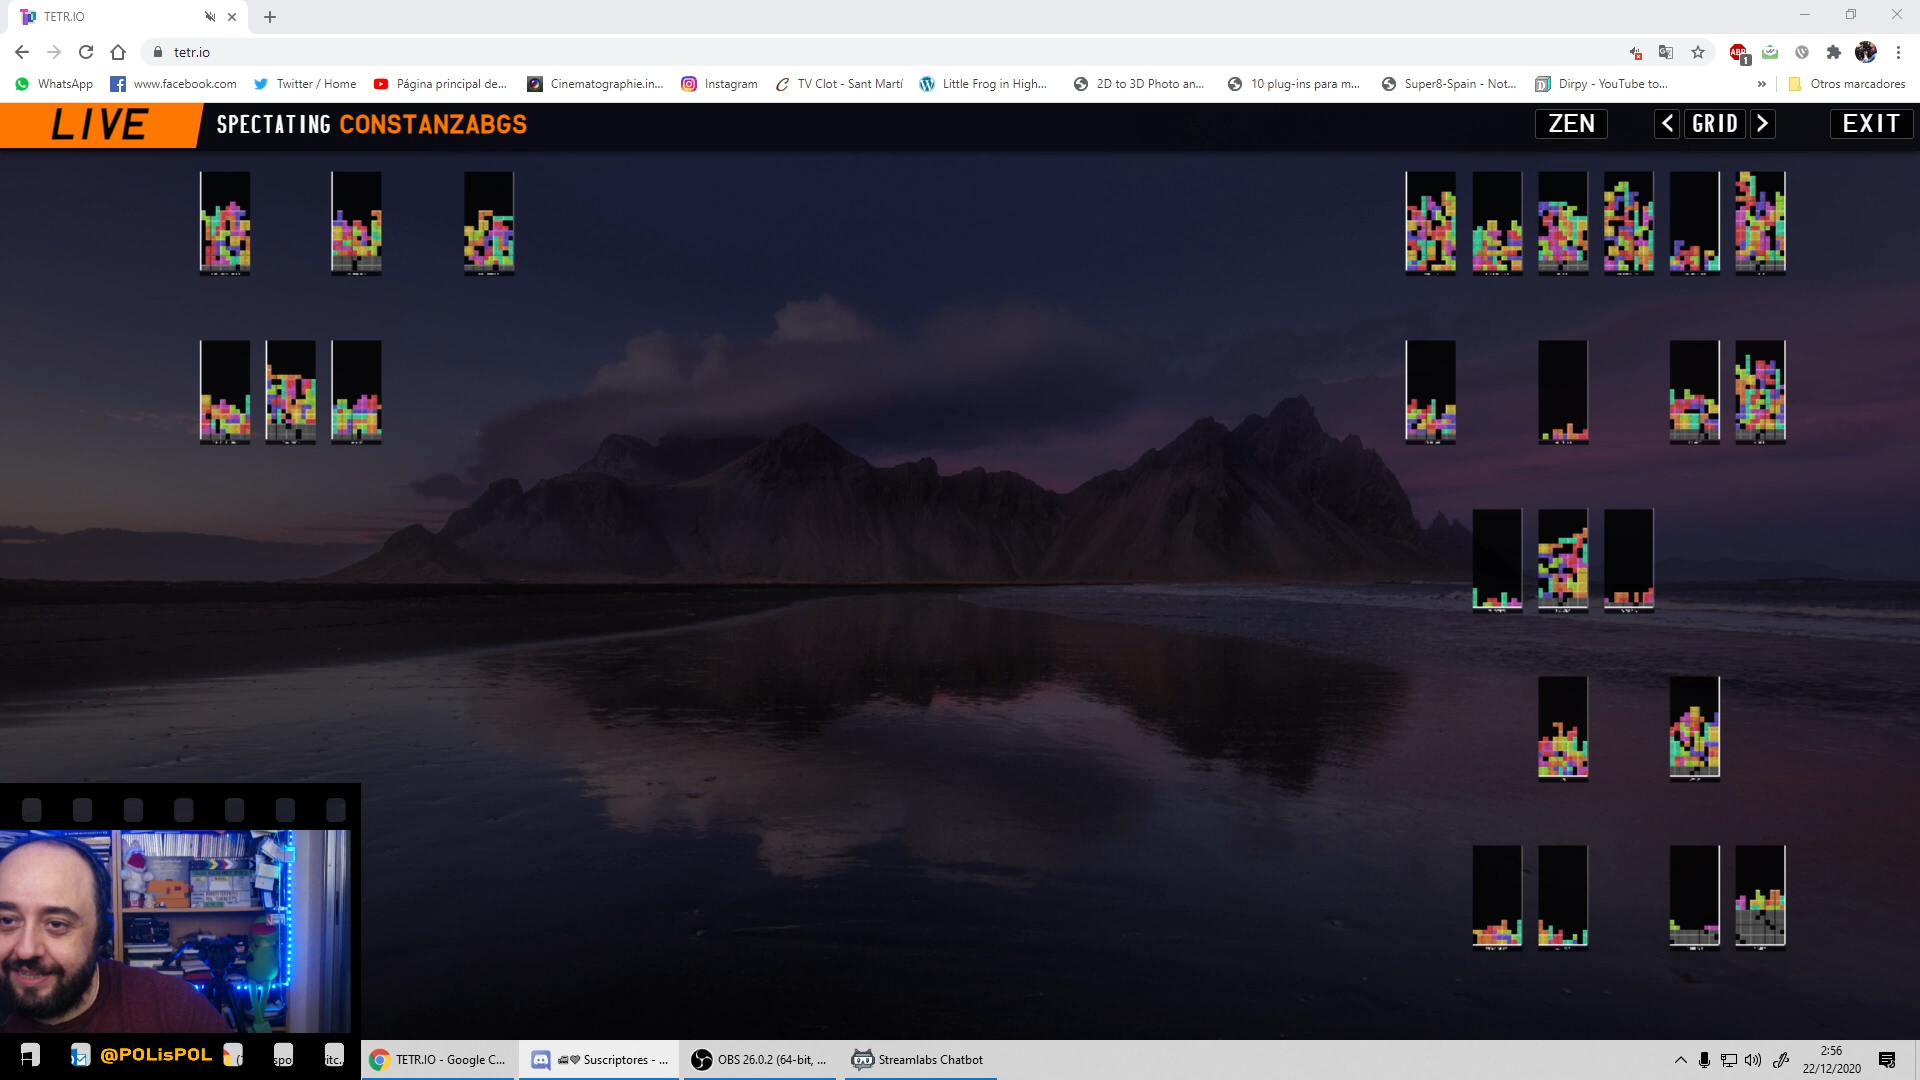 TETR.IO
tetr.io
ABP
1
WhatsApp
www.facebook.com
Twitter / Home
Página principal de...
Cinematographie.in...
Instagram
TV Clot - Sant Martí
Little Frog in High...
2D to 3D Photo an...
10 plug-ins para m...
Super8-Spain - Not...
Dirpy - YouTube to...
»
Otros marcadores
LIVE
SPECTATING CONSTANZABGS
ZEN
< GRID >
EXIT
@POLisPOL
TETR.IO - Google C...
Suscriptores - ...
OBS 26.0.2 (64-bit, ...
Streamlabs Chatbot
2:56
22/12/2020